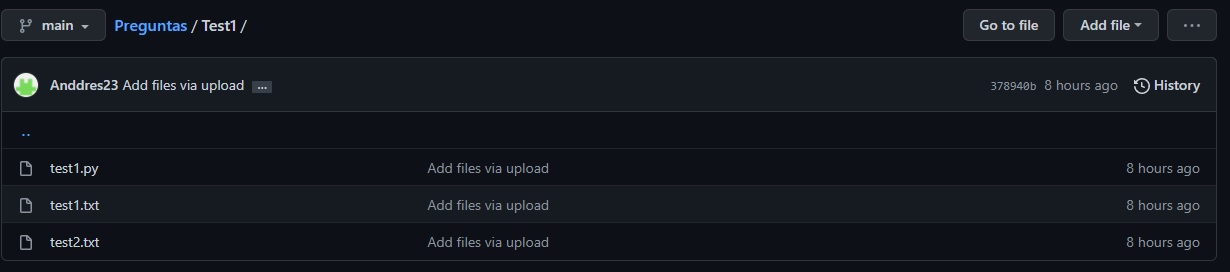 main Preguntas / Test1 / Go to file Add file ...
Anddres23 Add files via upload ... 378940b 8 hours ago History
..
test1.py Add files via upload 8 hours ago
test1.txt Add files via upload 8 hours ago
test2.txt Add files via upload 8 hours ago